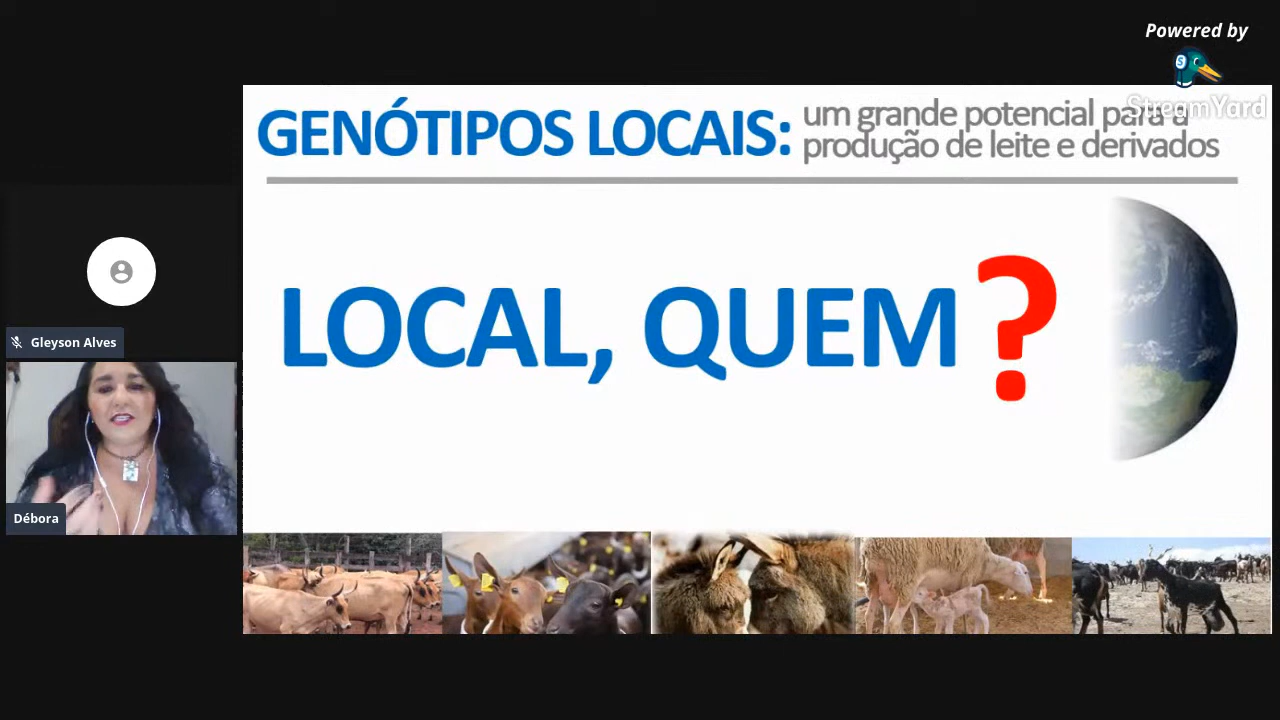 Powered by
StreamYard
GENÓTIPOS LOCAIS:
um grande potencial para a
produção de leite e derivados
LOCAL, QUEM?
Gleyson Alves
Débora